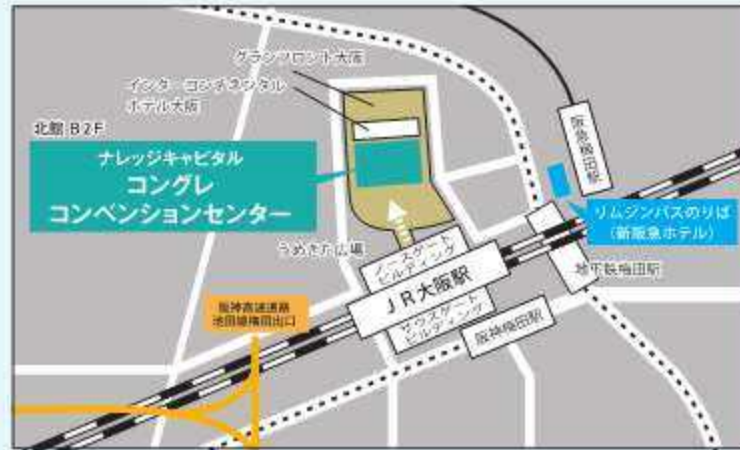 グランフロント大阪
インターコンチネンタル
ホテル大阪
北館 B2F
ナレッジキャピタル
コングレ
コンベンションセンター
うめきた広場
ノースゲート
ビルディング
JR大阪駅
サウスゲート
ビルディング
阪急梅田駅
リムジンバスのりば
(新阪急ホテル)
地下鉄梅田駅
阪神梅田駅
阪神高速道路
池田線梅田出口